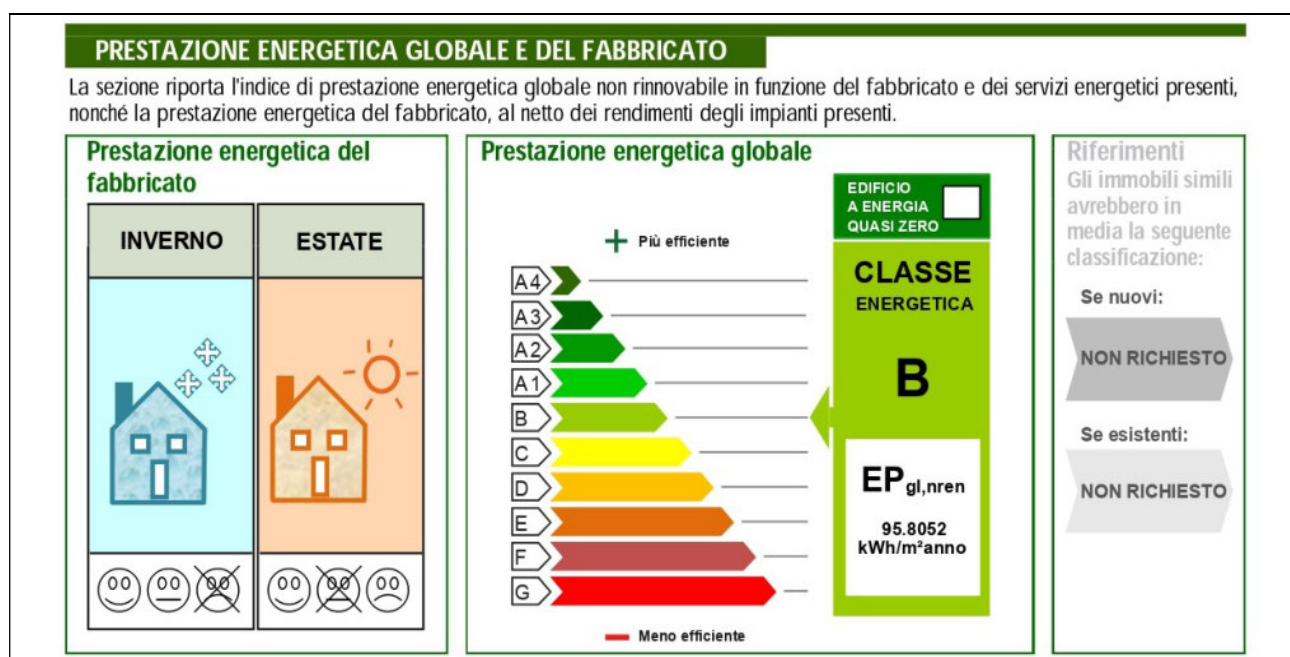 PRESTAZIONE ENERGETICA GLOBALE E DEL FABBRICATO
La sezione riporta l'indice di prestazione energetica globale non rinnovabile in funzione del fabbricato e dei servizi energetici presenti,
nonché la prestazione energetica del fabbricato, al netto dei rendimenti degli impianti presenti.
Prestazione energetica del
fabbricato
INVERNO
ESTATE
Prestazione energetica globale
Più efficiente
A4
A3
A2
A1
B
C
D
E
F
G
Meno efficiente
EDIFICIO
A ENERGIA
QUASI ZERO
CLASSE
ENERGETICA
B
EPgl,nren
95.8052
kWh/m²anno
Riferimenti
Gli immobili simili
avrebbero in
media la seguente
classificazione:
Se nuovi:
NON RICHIESTO
Se esistenti:
NON RICHIESTO